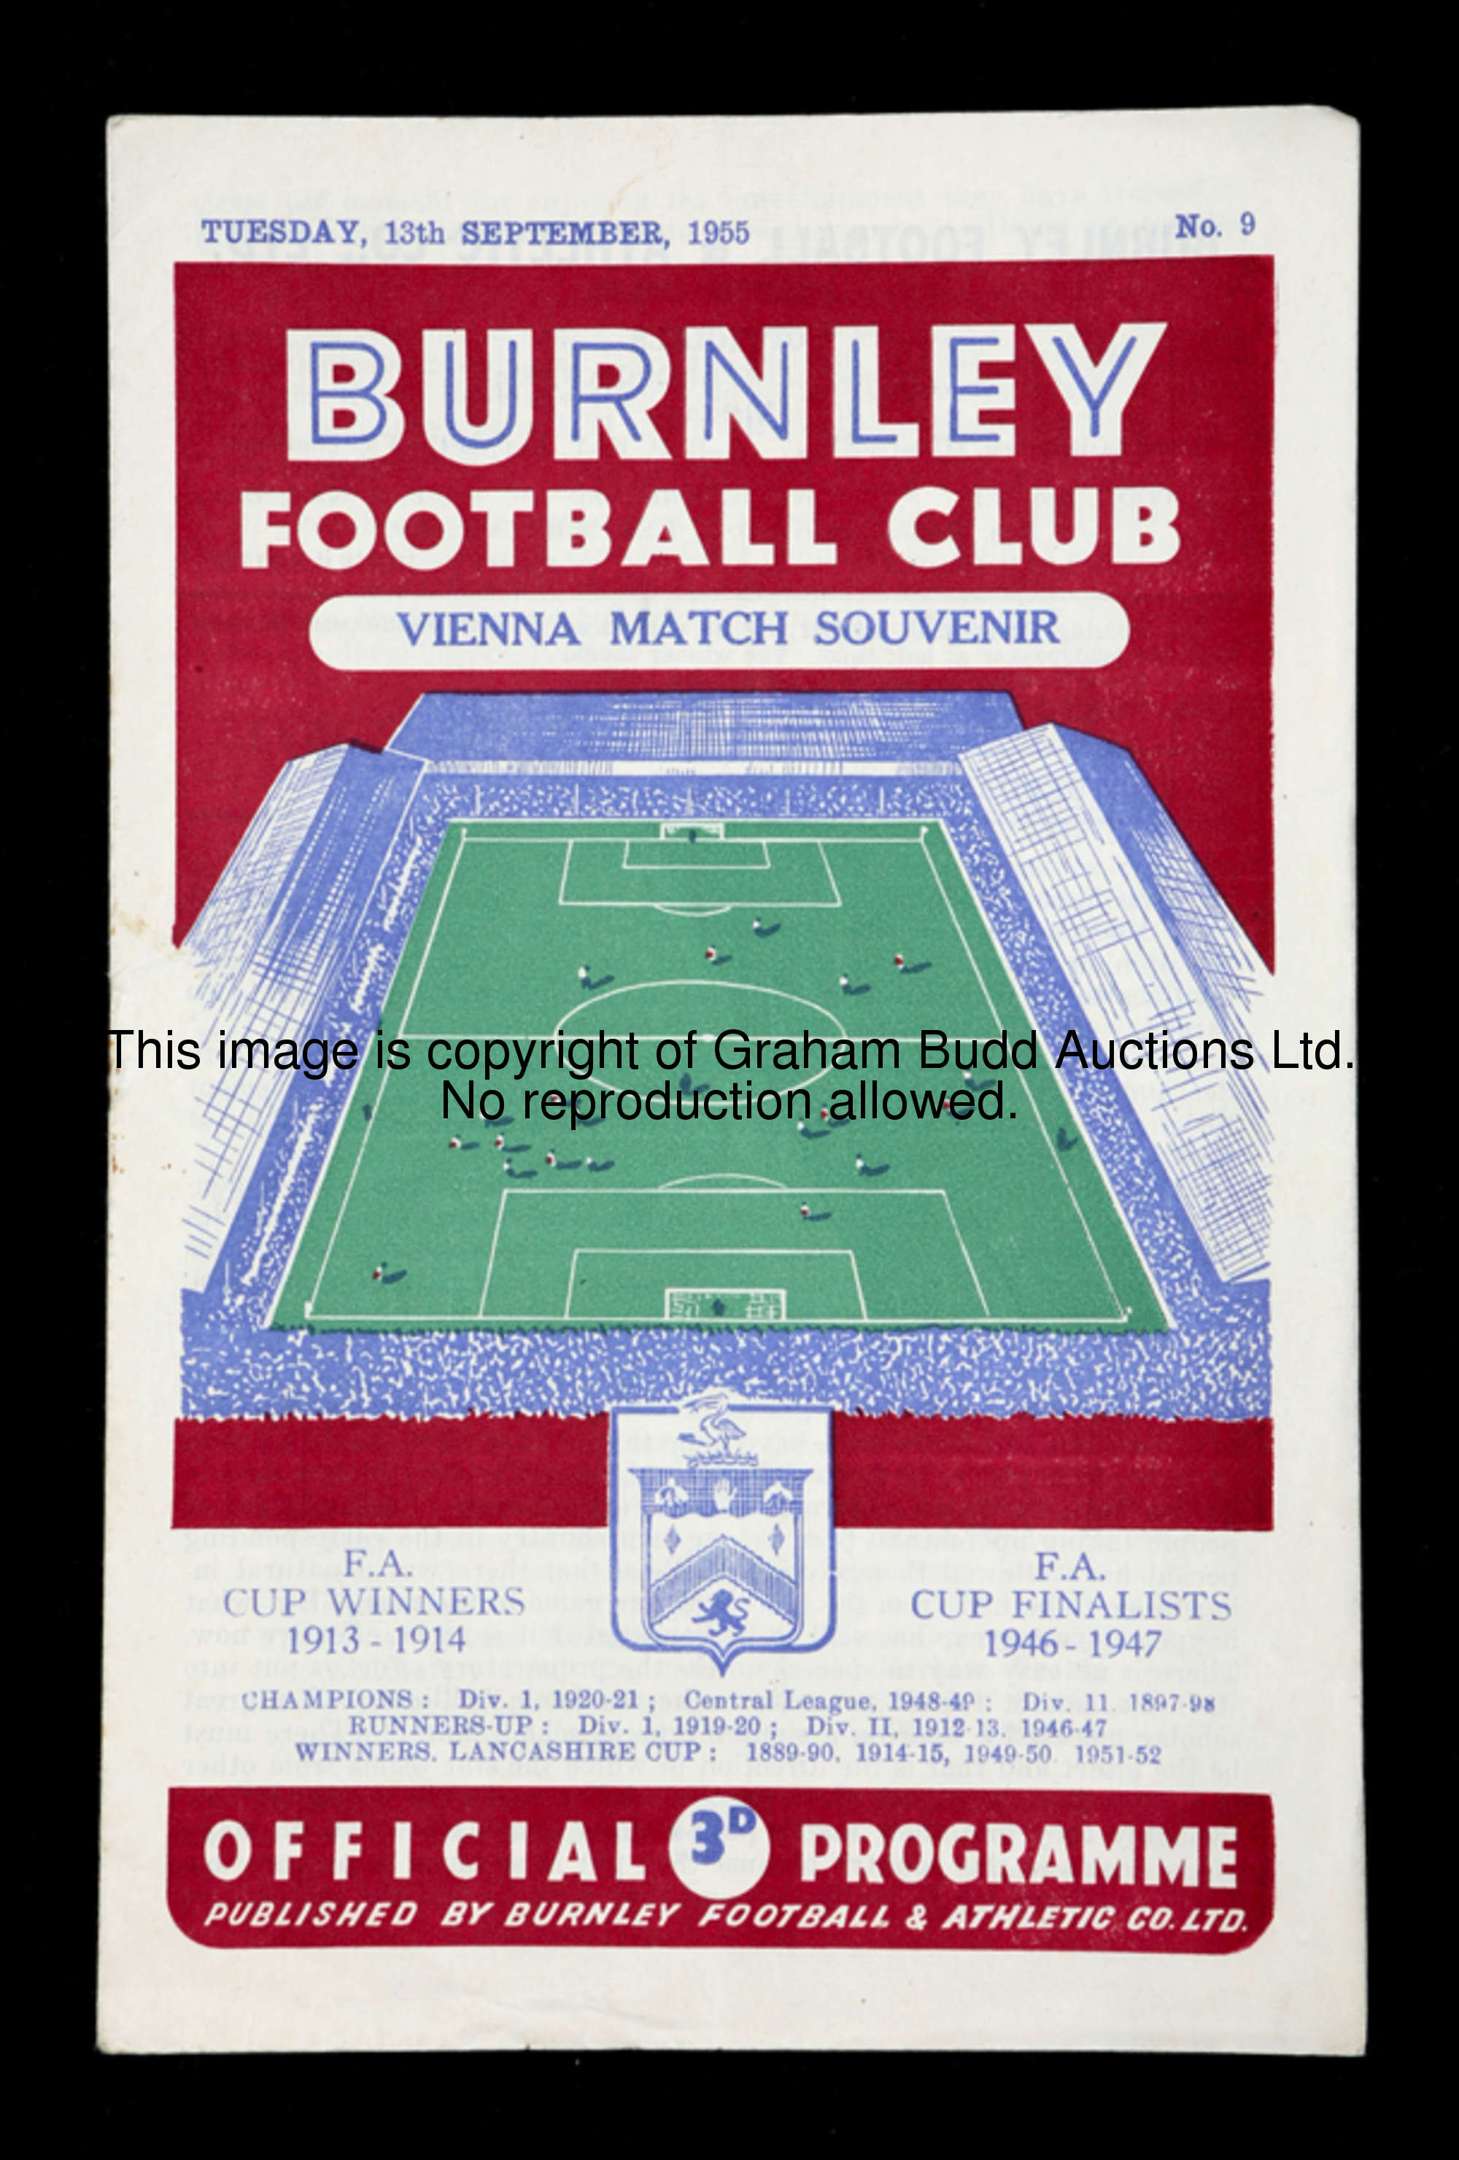 TUESDAY, 13th SEPTEMBER, 1955 No. 9
BURNLEY
FOOTBALL CLUB
VIENNA MATCH SOUVENIR
This image is copyright of Graham Budd Auctions Ltd.
No reproduction allowed.
F.A.
CUP WINNERS
1913 - 1914
F.A.
CUP FINALISTS
1946 - 1947
CHAMPIONS : Div. 1, 1920-21 ; Central League, 1948-49 : Div. 11. 1897-98
RUNNERS-UP : Div. 1, 1919-20 ; Div. II, 1912-13. 1946-47
WINNERS. LANCASHIRE CUP : 1889-90. 1914-15, 1949-50 1951-52
OFFICIAL 3D PROGRAMME
PUBLISHED BY BURNLEY FOOTBALL & ATHLETIC CO. LTD.